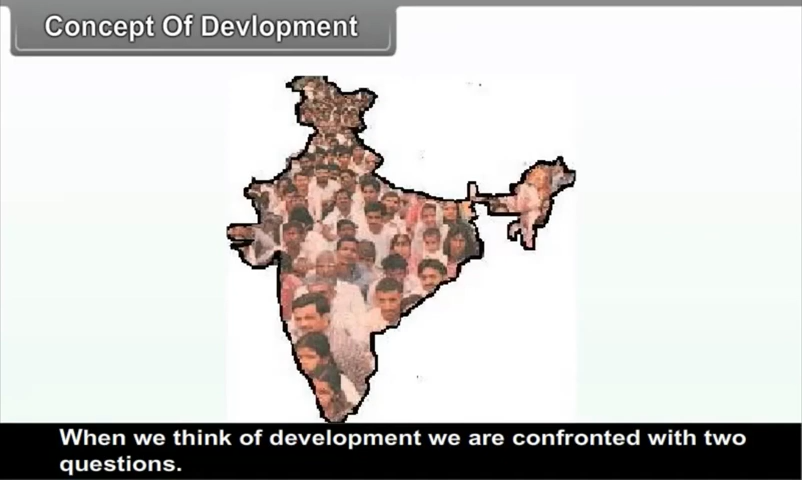 Concept Of Devlopment
When we think of development we are confronted with two
questions.